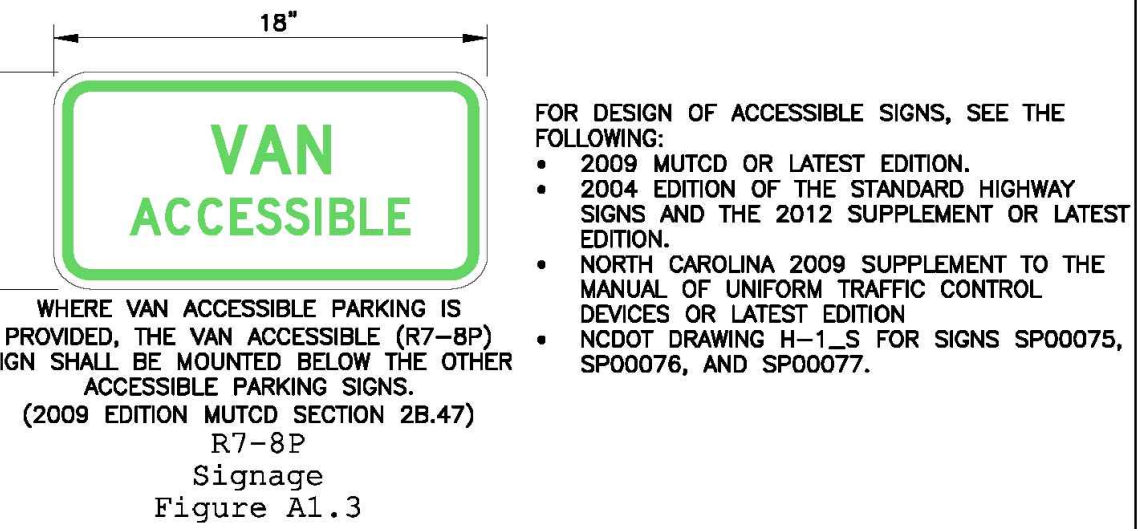 18"
VAN
ACCESSIBLE
WHERE VAN ACCESSIBLE PARKING IS
PROVIDED, THE VAN ACCESSIBLE (R7-8P)
IGN SHALL BE MOUNTED BELOW THE OTHER
ACCESSIBLE PARKING SIGNS.
(2009 EDITION MUTCD SECTION 2B.47)
R7-8P
Signage
Figure A1.3
FOR DESIGN OF ACCESSIBLE SIGNS, SEE THE
FOLLOWING:
• 2009 MUTCD OR LATEST EDITION.
• 2004 EDITION OF THE STANDARD HIGHWAY
SIGNS AND THE 2012 SUPPLEMENT OR LATEST
EDITION.
• NORTH CAROLINA 2009 SUPPLEMENT TO THE
MANUAL OF UNIFORM TRAFFIC CONTROL
DEVICES OR LATEST EDITION
• NCDOT DRAWING H-1_S FOR SIGNS SP00075,
SP00076, AND SP00077.